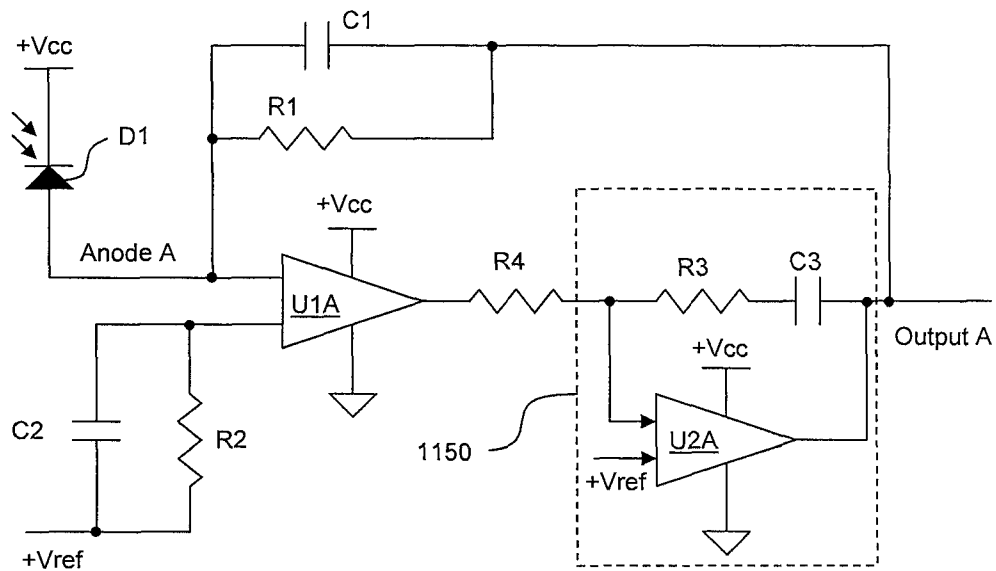 C1
+Vcc
R1
D1
+Vcc
Anode A
R4
R3
C3
U1A
Output A
+Vcc
C2
R2
U2A
1150
+Vref
+Vref